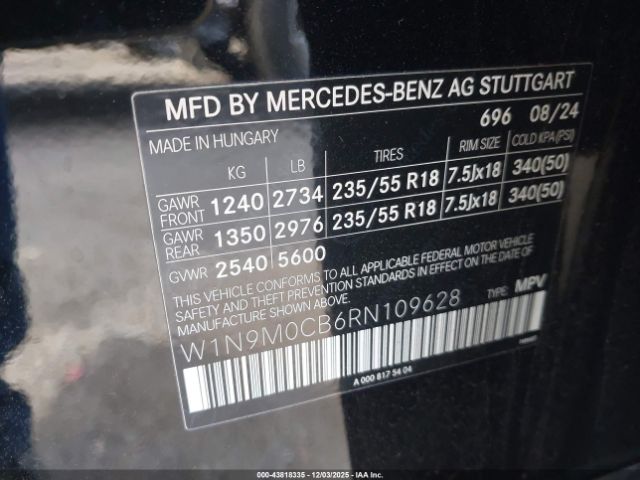 MFD BY MERCEDES-BENZ AG STUTTGART
696 08/24
MADE IN HUNGARY
KG LB TIRES RIM SIZE COLD KPA(PSI)
GAWR FRONT 1240 2734 235/55 R18 7.5Jx18 340(50)
GAWR REAR 1350 2976 235/55 R18 7.5Jx18 340(50)
GVWR 2540 5600
THIS VEHICLE CONFORMS TO ALL APPLICABLE FEDERAL MOTOR VEHICLE
SAFETY AND THEFT PREVENTION STANDARDS IN EFFECT ON THE DATE OF
MANUFACTURE SHOWN ABOVE.
W1N9M0CB6RN109628 TYPE: MPV
A 000 817 54 04
000-43818335 - 12/03/2025 - IAA Inc.